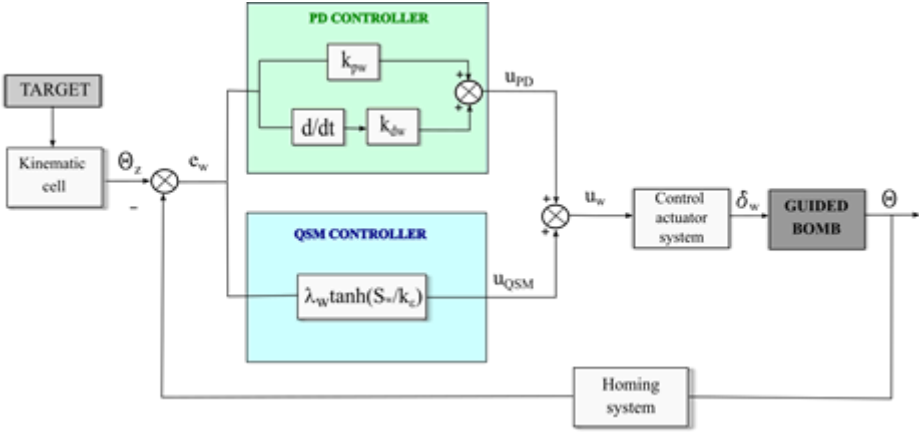 PD CONTROLLER
k_pw
+
+
d/dt
k_dw
u_PD
TARGET
Kinematic
cell
Θ_z
−
e_w
QSM CONTROLLER
λ_w tanh(S_w/k_ε)
u_QSM
+
+
u_w
Control
actuator
system
δ_w
GUIDED
BOMB
Θ
Homing
system